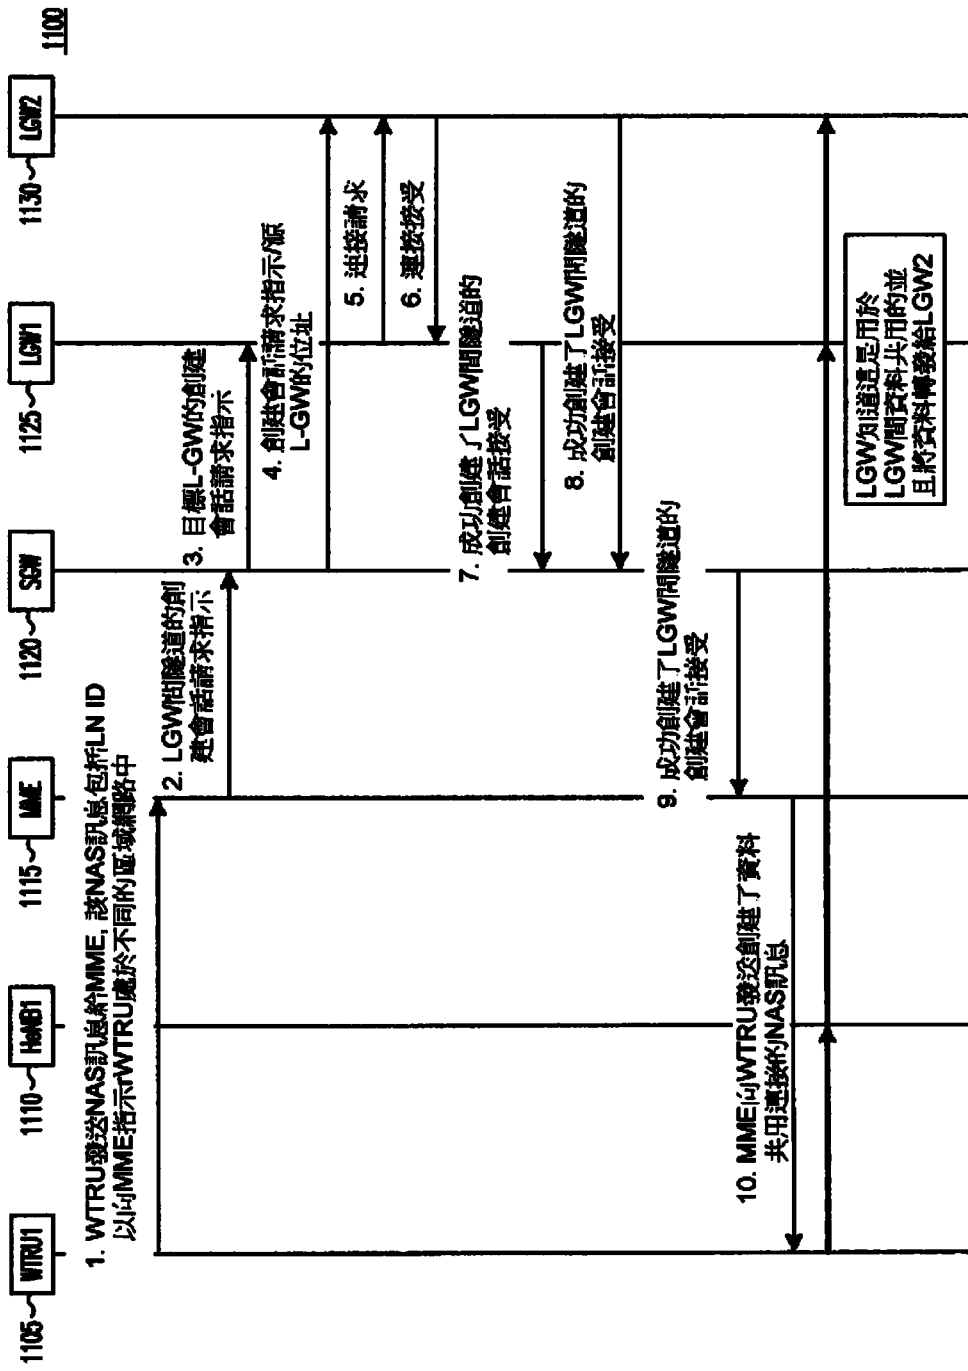 1100
1105
WTRU1
1110
HeNB1
1115
MME
1120
SGW
1125
LGW1
1130
LGW2
1. WTRU發送NAS訊息給MME, 該NAS訊息包括LN ID
以向MME指示rWTRU處於不同的區域網路中
2. LGW間隧道的創
建會話請求指示
3. 目標L-GW的創建
會話請求指示
4. 創建會話請求指示/源
L-GW的位址
5. 連接請求
6. 連接接受
7. 成功創建了LGW間隧道的
創建會話接受
8. 成功創建了LGW間隧道的
創建會話接受
9. 成功創建了LGW間隧道的
創建會話接受
10. MME向WTRU發送創建了資料
共用連接的NAS訊息
LGW知道這是用於
LGW間資料共用的並
且將資料轉發給LGW2